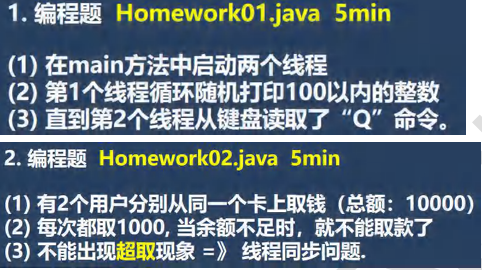 1. 编程题 Homework01.java 5min
(1) 在main方法中启动两个线程
(2) 第1个线程循环随机打印100以内的整数
(3) 直到第2个线程从键盘读取了“Q”命令。
2. 编程题 Homework02.java 5min
(1) 有2个用户分别从同一个卡上取钱（总额：10000）
(2) 每次都取1000, 当余额不足时，就不能取款了
(3) 不能出现超取现象 =》 线程同步问题.